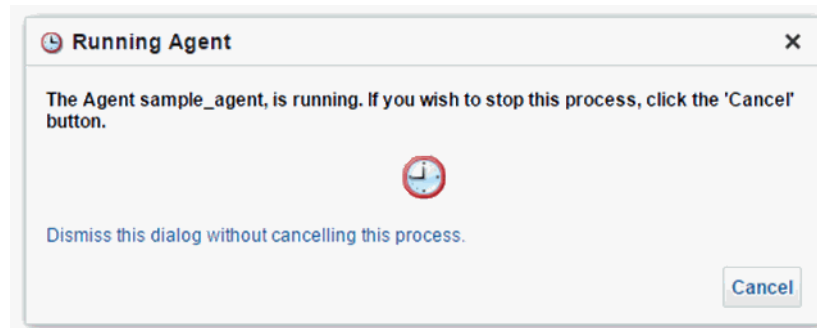 Running Agent
The Agent sample_agent, is running. If you wish to stop this process, click the 'Cancel'
button.
Dismiss this dialog without cancelling this process.
Cancel